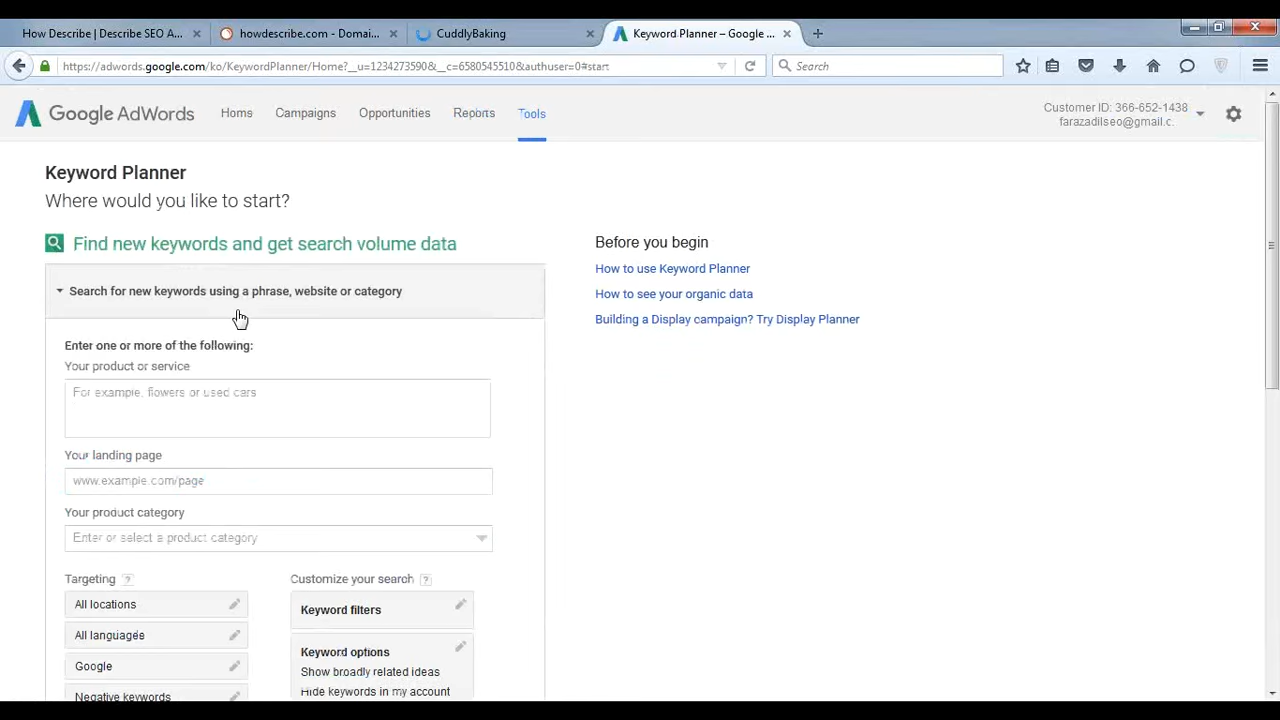 How Describe | Describe SEO A...
howdescribe.com - Domai...
CuddlyBaking
Keyword Planner – Google ...
https://adwords.google.com/ko/KeywordPlanner/Home?__u=1234273590&__c=6580545510&authuser=0#start
Search
Google AdWords
Home
Campaigns
Opportunities
Reports
Tools
Customer ID: 366-652-1438
farazadilseo@gmail.c.
Keyword Planner
Where would you like to start?
Find new keywords and get search volume data
Search for new keywords using a phrase, website or category
Enter one or more of the following:
Your product or service
For example, flowers or used cars
Your landing page
www.example.com/page
Your product category
Enter or select a product category
Targeting ?
All locations
All languages
Google
Negative keywords
Customize your search ?
Keyword filters
Keyword options
Show broadly related ideas
Hide keywords in my account
Before you begin
How to use Keyword Planner
How to see your organic data
Building a Display campaign? Try Display Planner